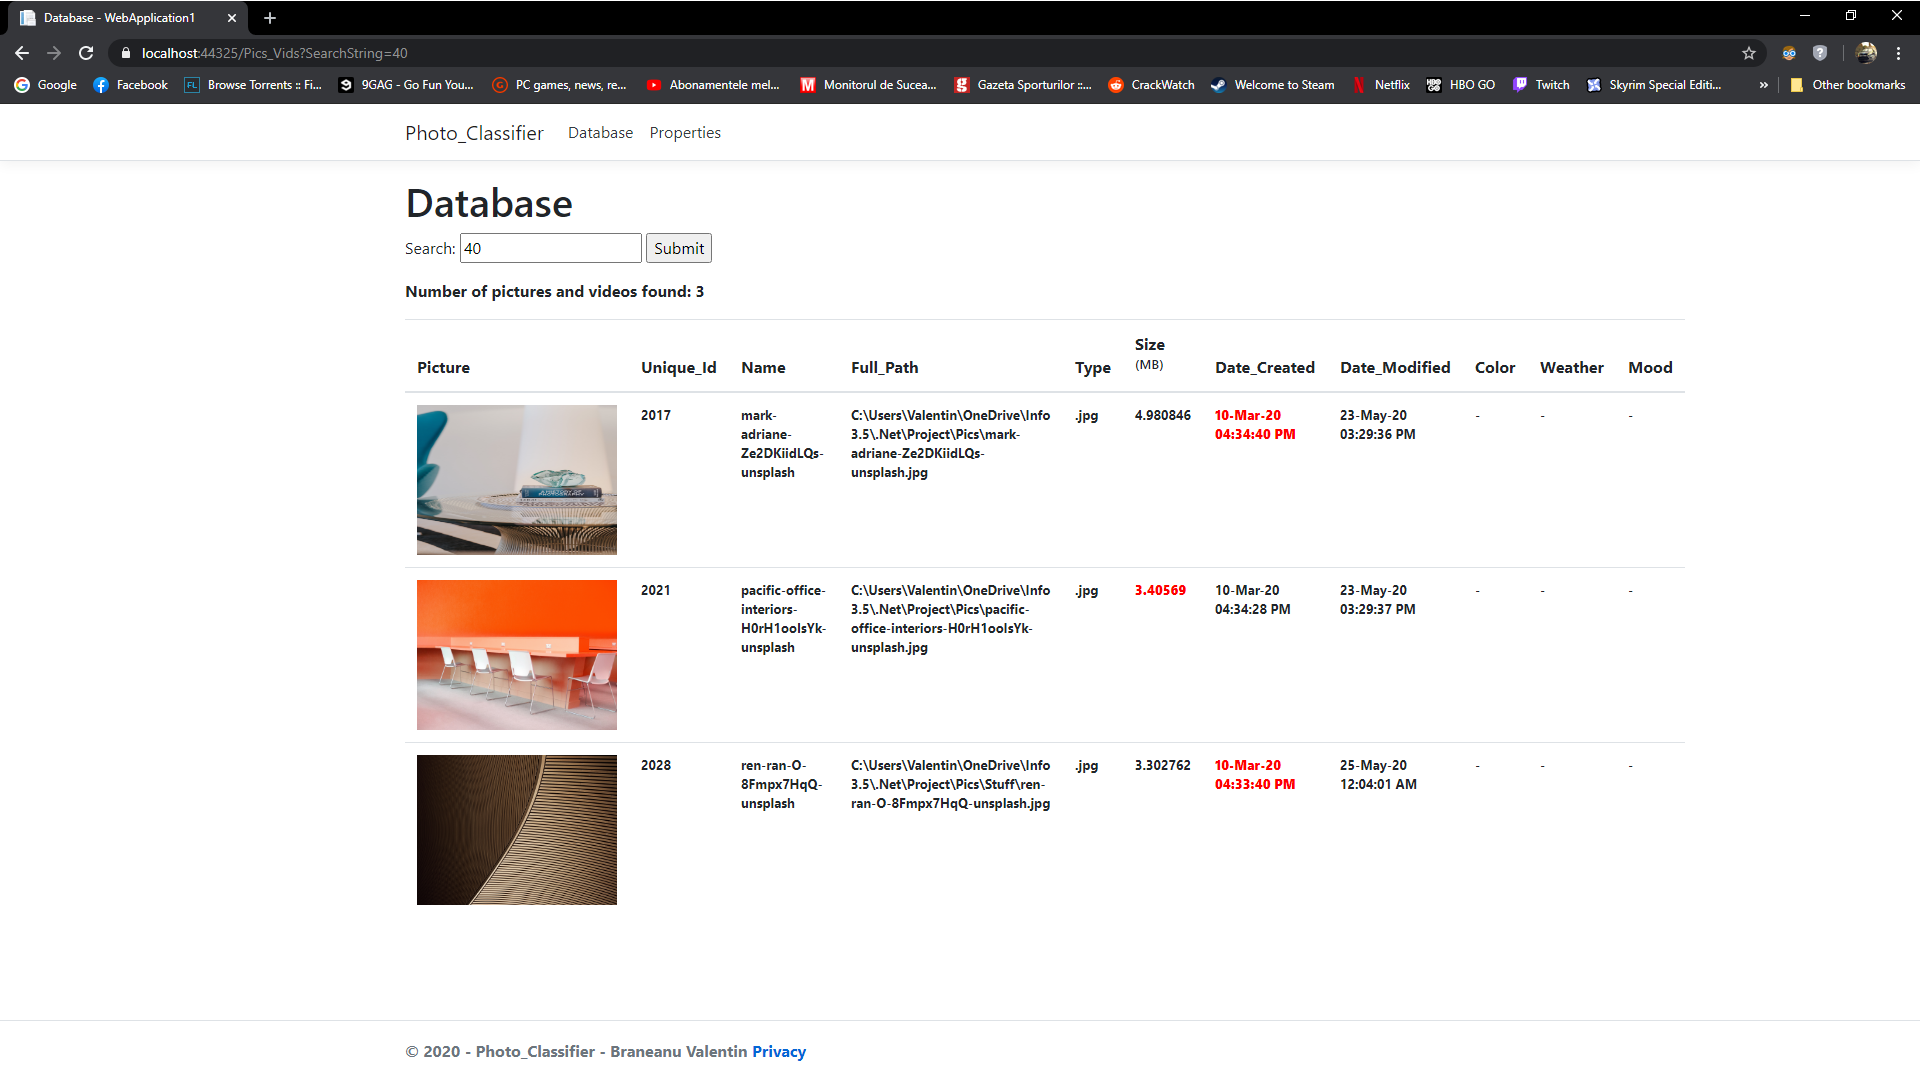 Database - WebApplication1
localhost:44325/Pics_Vids?SearchString=40
Google Facebook FL Browse Torrents :: Fi... 9GAG - Go Fun You... PC games, news, re... Abonamentele mel... M Monitorul de Sucea... Gazeta Sporturilor ::... CrackWatch Welcome to Steam Netflix HBO GO HBO GO Twitch Skyrim Special Editi... » Other bookmarks
Photo_Classifier Database Properties
Database
Search: 40 Submit
Number of pictures and videos found: 3
Picture Unique_Id Name Full_Path Type Size (MB) Date_Created Date_Modified Color Weather Mood
2017 mark- C:\Users\Valentin\OneDrive\Info .jpg 4.980846 10-Mar-20 23-May-20 - - -
adriane- 3.5\.Net\Project\Pics\mark- 04:34:40 PM 03:29:36 PM
Ze2DKiidLQs- adriane-Ze2DKiidLQs-
unsplash unsplash.jpg
2021 pacific-office- C:\Users\Valentin\OneDrive\Info .jpg 3.40569 10-Mar-20 23-May-20 - - -
interiors- 3.5\.Net\Project\Pics\pacific- 04:34:28 PM 03:29:37 PM
H0rH1ooIsYk- office-interiors-H0rH1ooIsYk-
unsplash unsplash.jpg
2028 ren-ran-O- C:\Users\Valentin\OneDrive\Info .jpg 3.302762 10-Mar-20 25-May-20 - - -
8Fmpx7HqQ- 3.5\.Net\Project\Pics\Stuff\ren- 04:33:40 PM 12:04:01 AM
unsplash ran-O-8Fmpx7HqQ-unsplash.jpg
© 2020 - Photo_Classifier - Braneanu Valentin Privacy